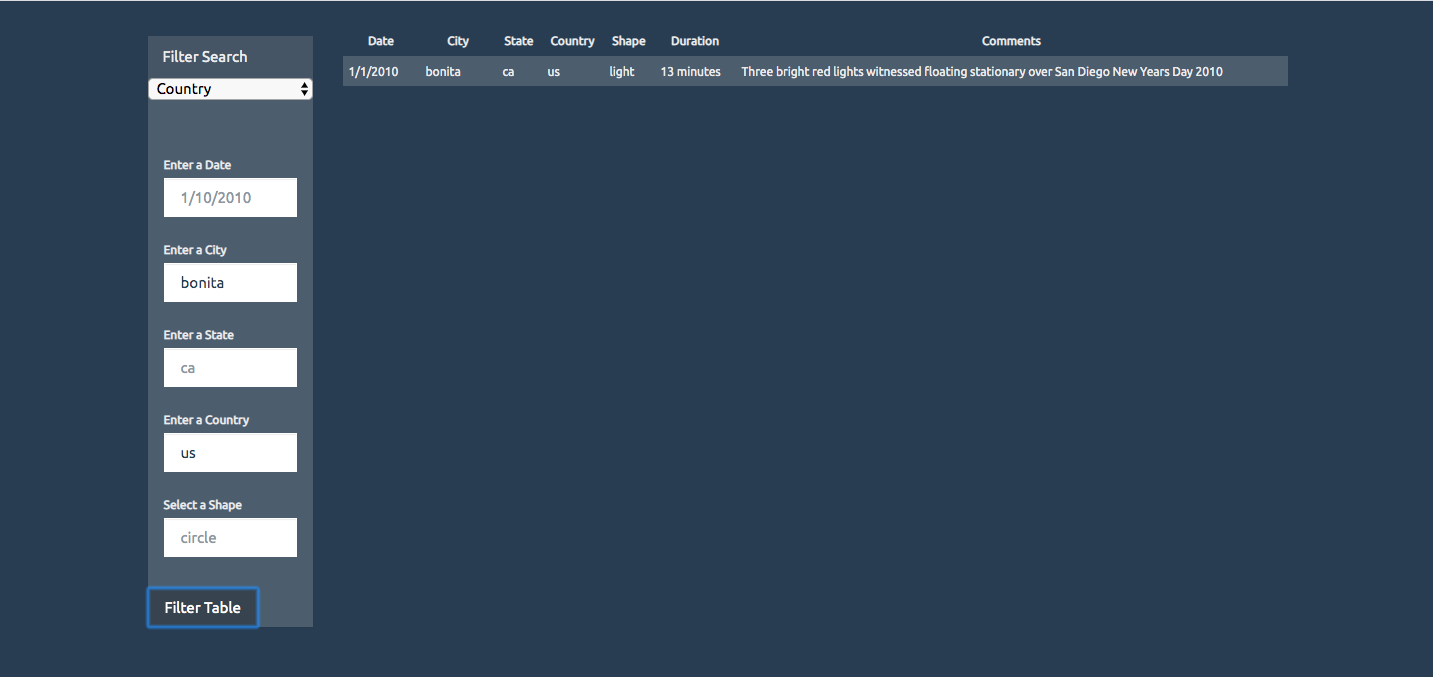 Filter Search
Country
Enter a Date
1/10/2010
Enter a City
bonita
Enter a State
ca
Enter a Country
us
Select a Shape
circle
Filter Table
Date City State Country Shape Duration Comments
1/1/2010 bonita ca us light 13 minutes Three bright red lights witnessed floating stationary over San Diego New Years Day 2010